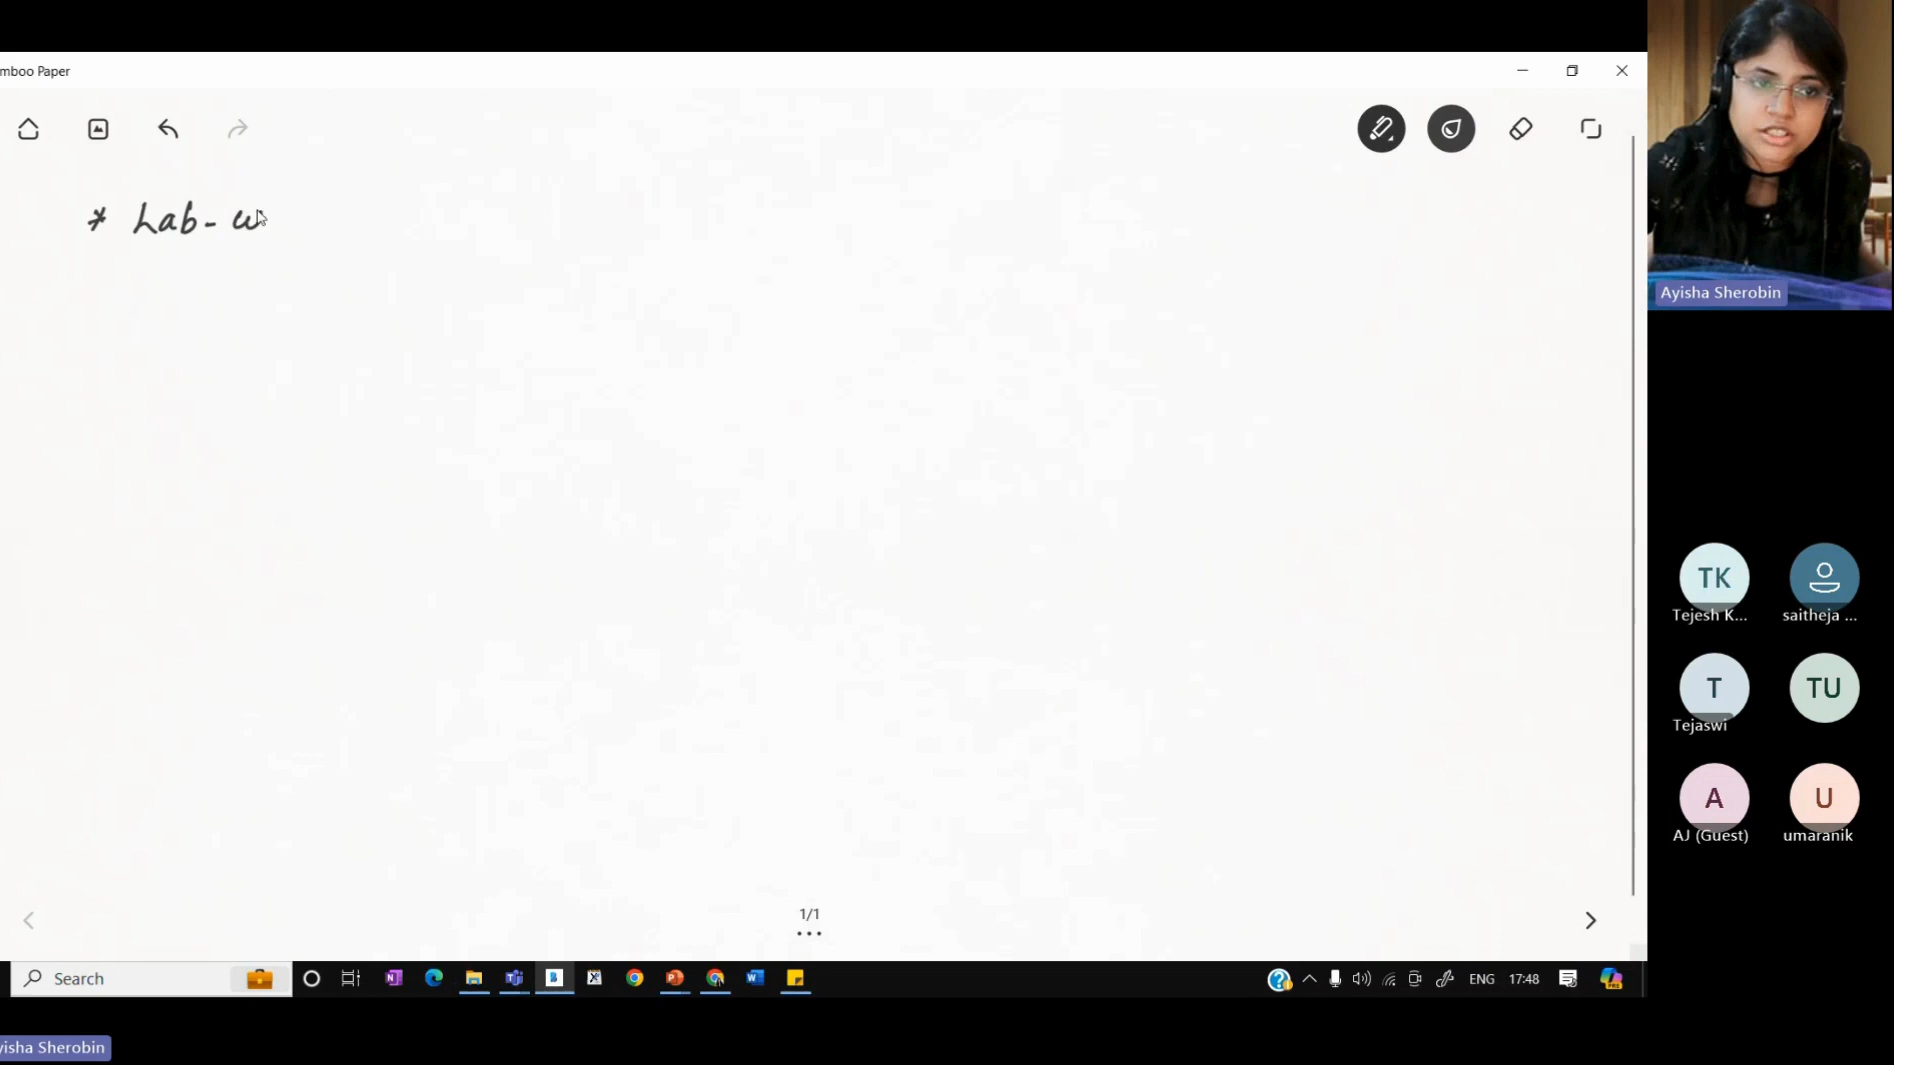 mboo Paper
* Lab - w
Ayisha Sherobin
TK
Tejesh K...
saitheja ...
T
TU
Tejaswi
A
U
AJ (Guest)
umaranik
1/1
Search
ENG
17:48
yisha Sherobin